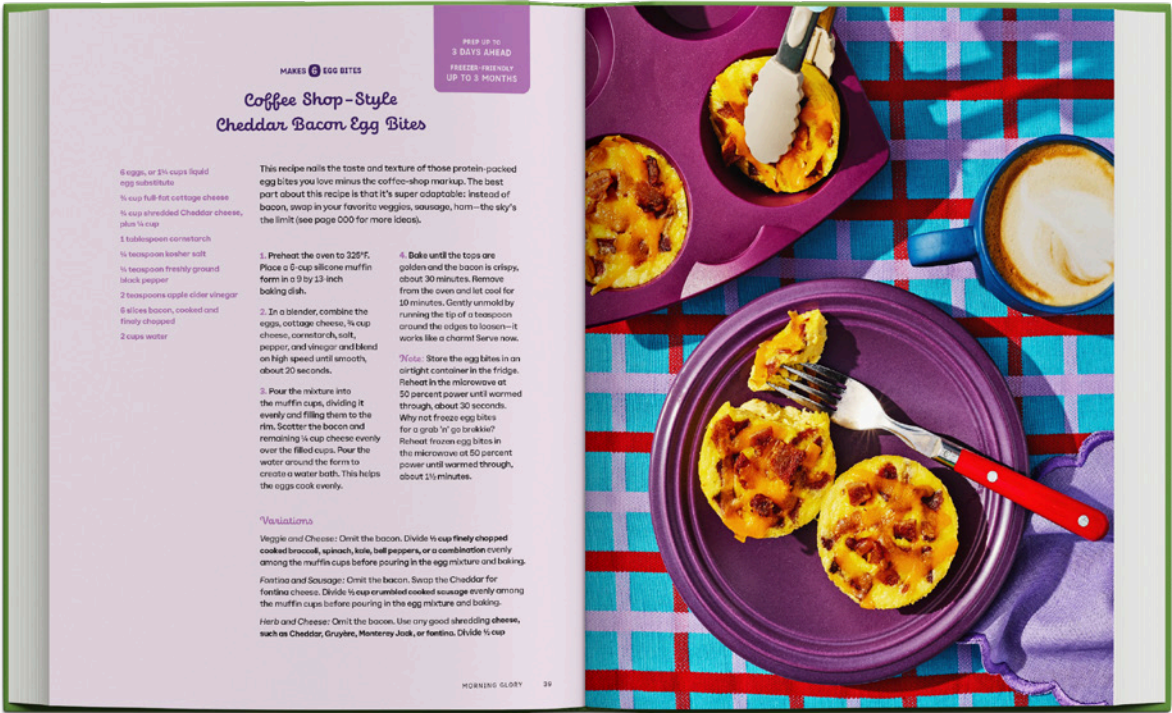 PREP UP TO
3 DAYS AHEAD
FREEZER-FRIENDLY
UP TO 3 MONTHS
MAKES 6 EGG BITES
Coffee Shop-Style
Cheddar Bacon Egg Bites
6 eggs, or 1½ cups liquid
egg substitute
¾ cup full-fat cottage cheese
¾ cup shredded Cheddar cheese,
plus ¼ cup
1 tablespoon cornstarch
¼ teaspoon kosher salt
¼ teaspoon freshly ground
black pepper
2 teaspoons apple cider vinegar
6 slices bacon, cooked and
finely chopped
2 cups water
This recipe nails the taste and texture of those protein-packed
egg bites you love minus the coffee-shop markup. The best
part about this recipe is that it's super adaptable: instead of
bacon, swap in your favorite veggies, sausage, ham—the sky's
the limit (see page 000 for more ideas).
1. Preheat the oven to 325°F.
Place a 6-cup silicone muffin
form in a 9 by 13-inch
baking dish.
2. In a blender, combine the
eggs, cottage cheese, ¾ cup
cheese, cornstarch, salt,
pepper, and vinegar and blend
on high speed until smooth,
about 20 seconds.
3. Pour the mixture into
the muffin cups, dividing it
evenly and filling them to the
rim. Scatter the bacon and
remaining ¼ cup cheese evenly
over the filled cups. Pour the
water around the form to
create a water bath. This helps
the eggs cook evenly.
4. Bake until the tops are
golden and the bacon is crispy,
about 30 minutes. Remove
from the oven and let cool for
10 minutes. Gently unmold by
running the tip of a teaspoon
around the edges to loosen—it
works like a charm! Serve now.
Note: Store the egg bites in an
airtight container in the fridge.
Reheat in the microwave at
50 percent power until warmed
through, about 30 seconds.
Why not freeze egg bites
for a grab 'n' go brekkie?
Reheat frozen egg bites in
the microwave at 50 percent
power until warmed through,
about 1½ minutes.
Variations
Veggie and Cheese: Omit the bacon. Divide ½ cup finely chopped
cooked broccoli, spinach, kale, bell peppers, or a combination evenly
among the muffin cups before pouring in the egg mixture and baking.
Fontina and Sausage: Omit the bacon. Swap the Cheddar for
fontina cheese. Divide ½ cup crumbled cooked sausage evenly among
the muffin cups before pouring in the egg mixture and baking.
Herb and Cheese: Omit the bacon. Use any good shredding cheese,
such as Cheddar, Gruyère, Monterey Jack, or fontina. Divide ½ cup
MORNING GLORY 39